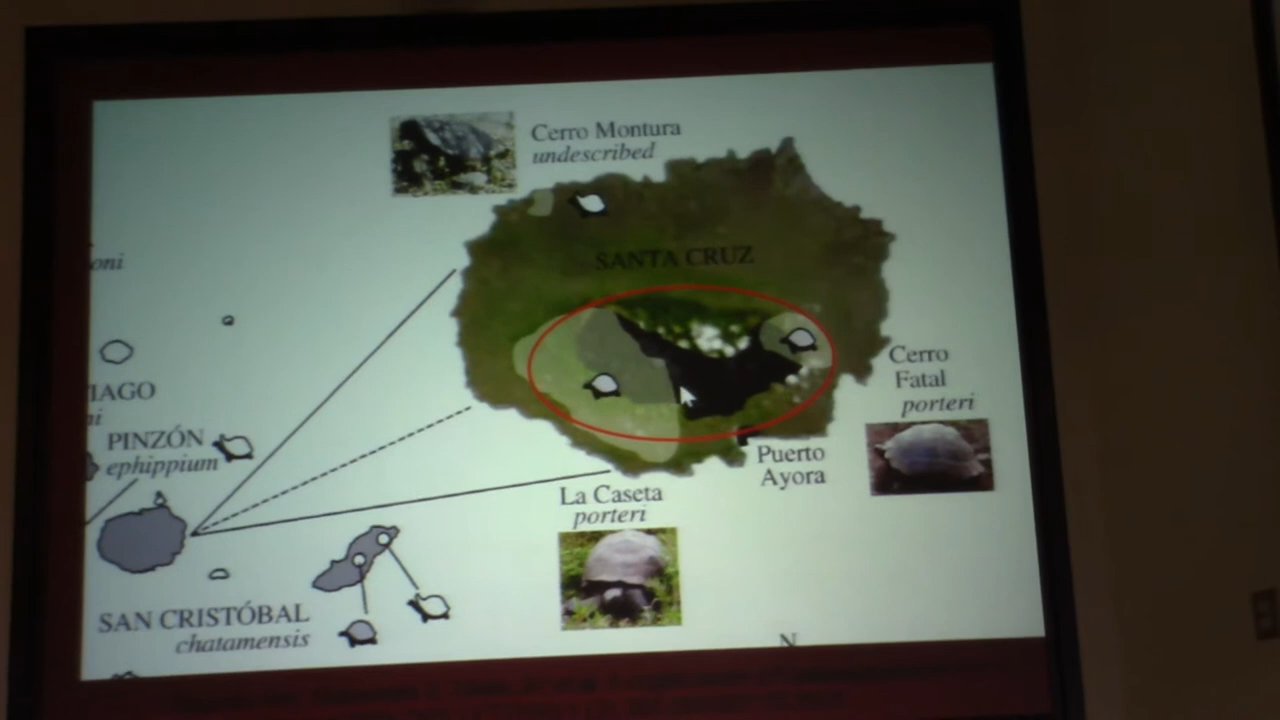 Cerro Montura
undescribed
SANTA CRUZ
oni
IAGO
ni
PINZÓN
ephippium
Cerro
Fatal
porteri
Puerto
Ayora
La Caseta
porteri
SAN CRISTÓBAL
chatamensis
N